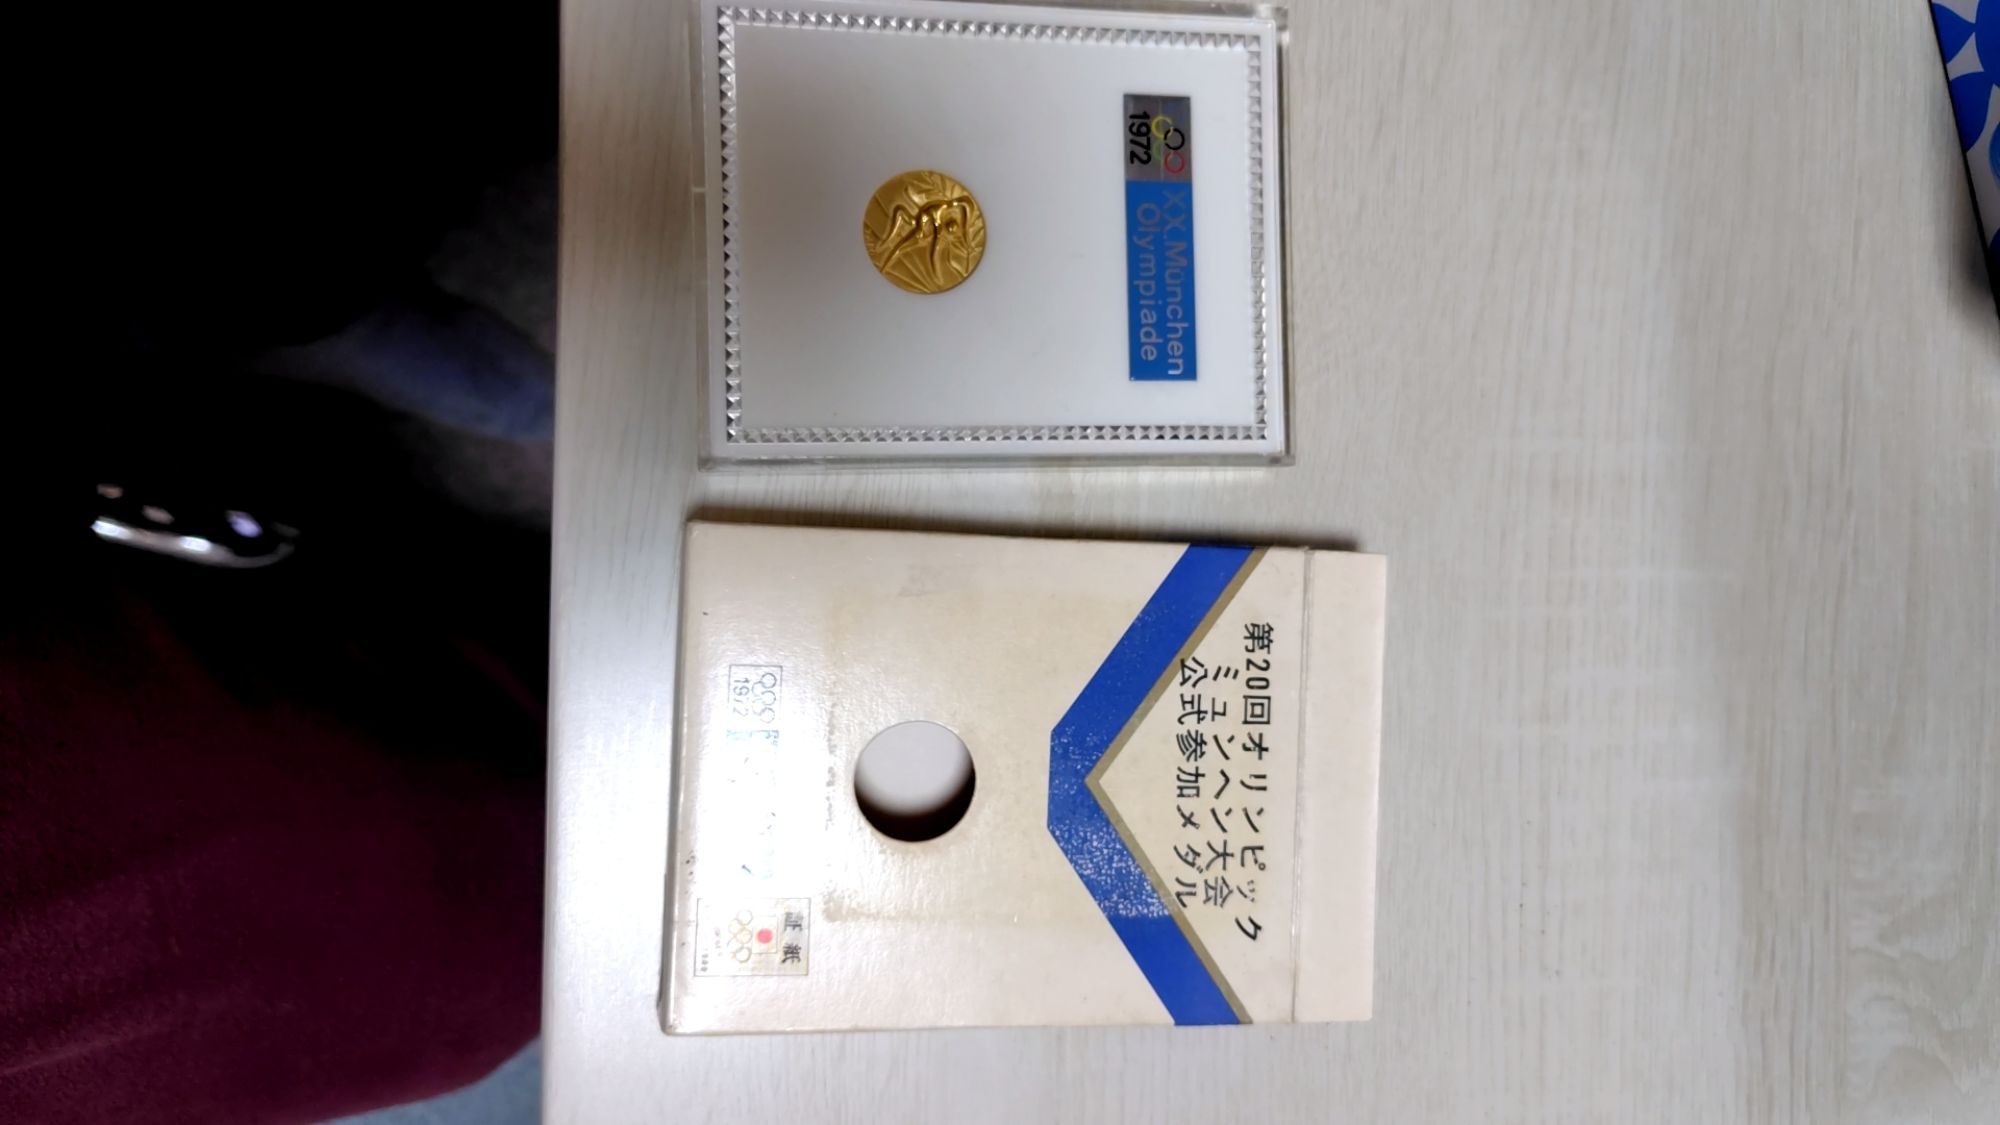 1972
XX.München
Olympiade
第20回オリンピック
ミュンヘン大会
公式参加メダル
1972
証紙